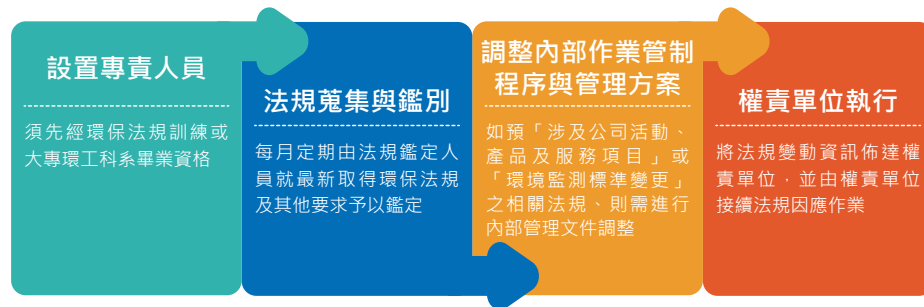 設置專責人員
須先經環保法規訓練或
大專環工科系畢業資格
法規蒐集與鑑別
每月定期由法規鑑定人
員就最新取得環保法規
及其他要求予以鑑定
調整內部作業管制
程序與管理方案
如預「涉及公司活動、
產品及服務項目」或
「環境監測標準變更」
之相關法規、則需進行
內部管理文件調整
權責單位執行
將法規變動資訊佈達權
責單位，並由權責單位
接續法規因應作業